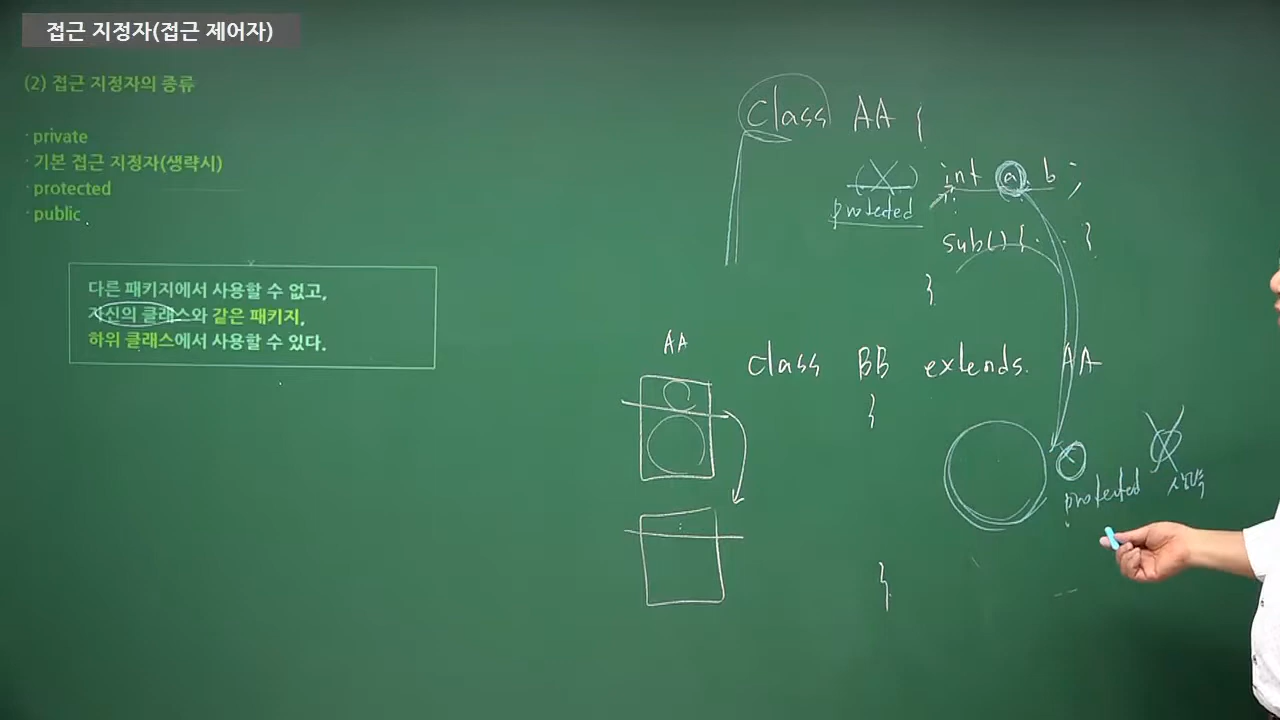 접근 지정자(접근 제어자)
(2) 접근 지정자의 종류
· private
· 기본 접근 지정자(생략시)
· protected
· public
다른 패키지에서 사용할 수 없고,
자신의 클래스와 같은 패키지,
하위 클래스에서 사용할 수 있다.
class AA {
int a, b ;
protected
sub() { · · · }
}
AA
class BB extends AA
{
protected 생략
}